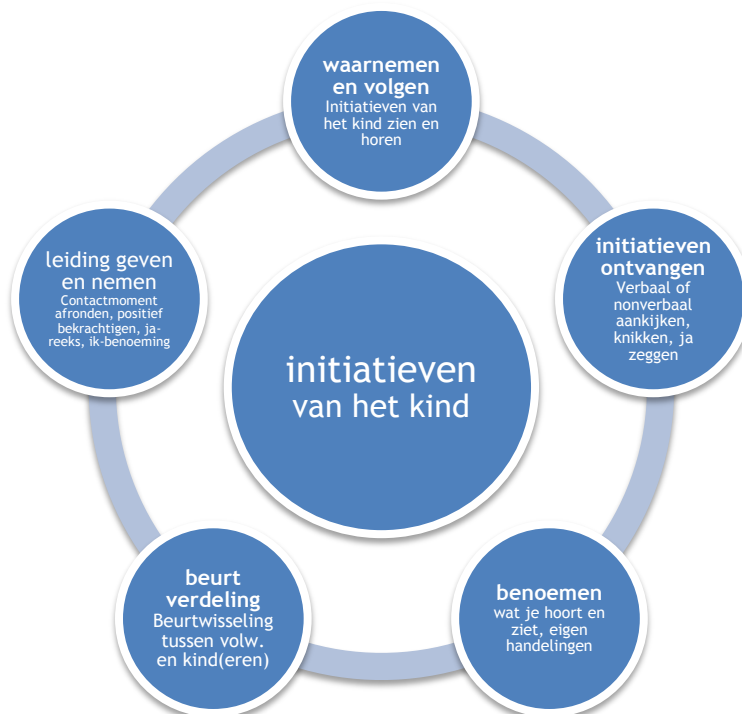 waarnemen
en volgen
Initiatieven van
het kind zien en
horen
initiatieven
ontvangen
Verbaal of
nonverbaal
aankijken,
knikken, ja
zeggen
benoemen
wat je hoort en
ziet, eigen
handelingen
beurt
verdeling
Beurtwisseling
tussen volw.
en kind(eren)
leiding geven
en nemen
Contactmoment
afronden, positief
bekrachtigen, ja-
reeks, ik-benoeming
initiatieven
van het kind